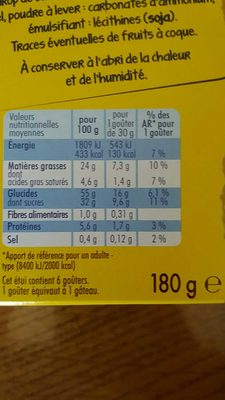 l, poudre à lever : carbonates d'ammonium,
émulsifiant : lécithines (soja).
Traces éventuelles de fruits à coque.
À conserver à l'abri de la chaleur
et de l'humidité.
Valeurs nutritionnelles moyennes pour 100 g pour 1 goûter de 30 g % des AR* pour 1 goûter
Énergie 1809 kJ 543 kJ
433 kcal 130 kcal 7 %
Matières grasses 24 g 7,3 g 10 %
dont
acides gras saturés 4,6 g 1,4 g 7 %
Glucides 55 g 16 g 6,1 %
dont sucres 32 g 9,6 g 11 %
Fibres alimentaires 1,0 g 0,31 g
Protéines 5,6 g 1,7 g 3 %
Sel 0,4 g 0,12 g 2 %
*Apport de référence pour un adulte -
type (8400 kJ/2000 kcal)
Cet étui contient 6 goûters.
1 goûter équivaut à 1 gâteau.
180 g e